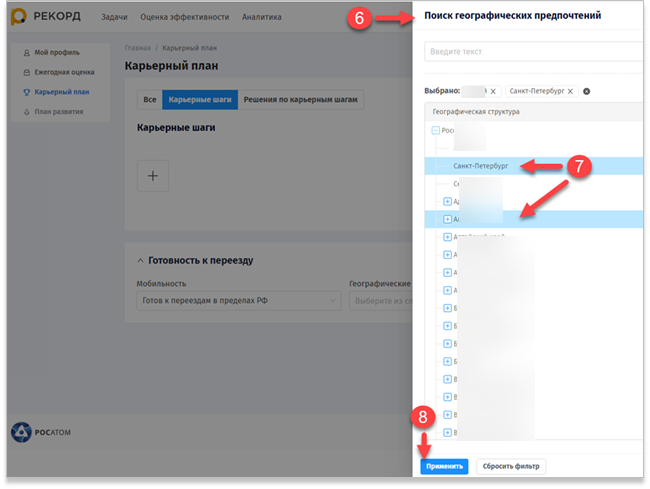 РЕКОРД
Задачи Оценка эффективности Аналитика
Мой профиль
Ежегодная оценка
Карьерный план
План развития
Главная / Карьерный план
Карьерный план
Все Карьерные шаги Решения по карьерным шагам
Карьерные шаги
+
Готовность к переезду
Мобильность Географические
Готов к переездам в пределах РФ Выберите из
РОСАТОМ
6
Поиск географических предпочтений
Введите текст
Выбрано: Санкт-Петербург
Географическая структура
Санкт-Петербург
7
8
Применить Сбросить фильтр